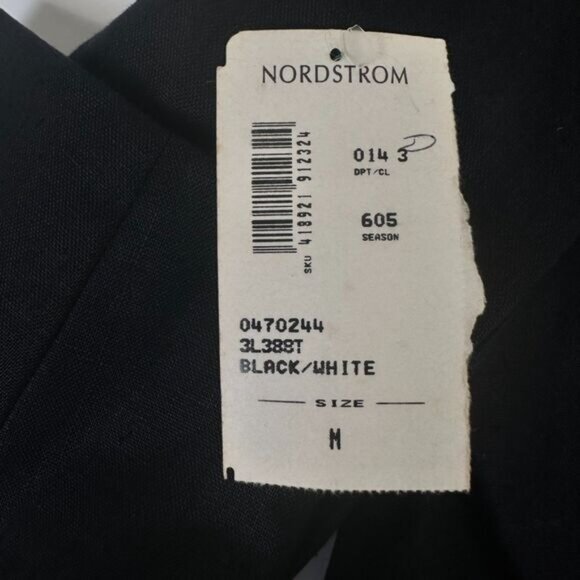 NORDSTROM
014 3
DPT/CL
605
SEASON
SKU 418921 912324
0470244
3L388T
BLACK/WHITE
SIZE
M